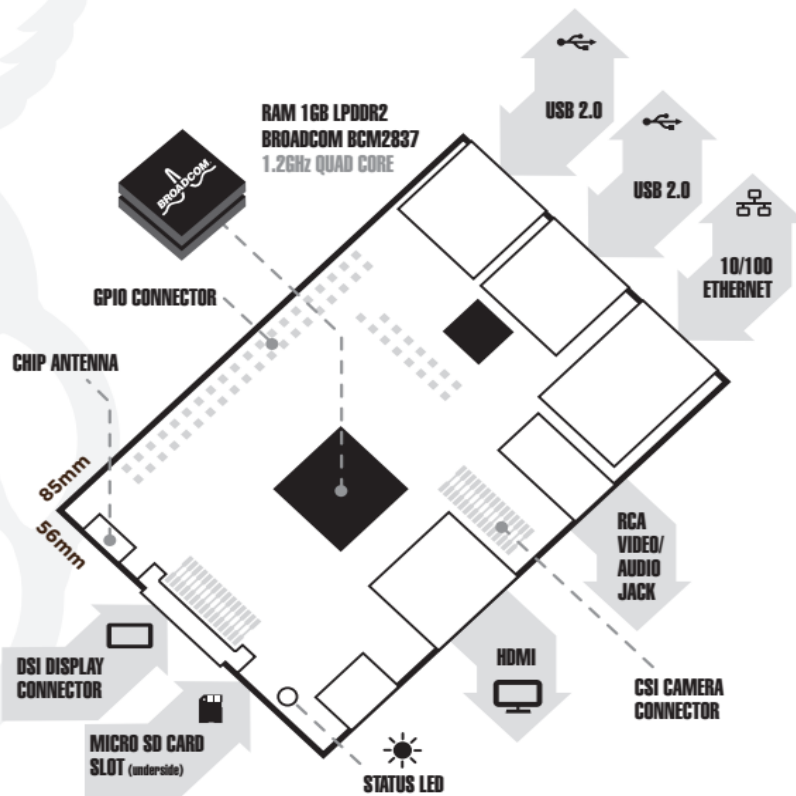 USB 2.0
RAM 1GB LPDDR2
BROADCOM BCM2837
1.2GHz QUAD CORE
BROADCOM.
USB 2.0
10/100
ETHERNET
GPIO CONNECTOR
CHIP ANTENNA
85mm
56mm
RCA
VIDEO/
AUDIO
JACK
HDMI
DSI DISPLAY
CONNECTOR
CSI CAMERA
CONNECTOR
MICRO SD CARD
SLOT (underside)
STATUS LED